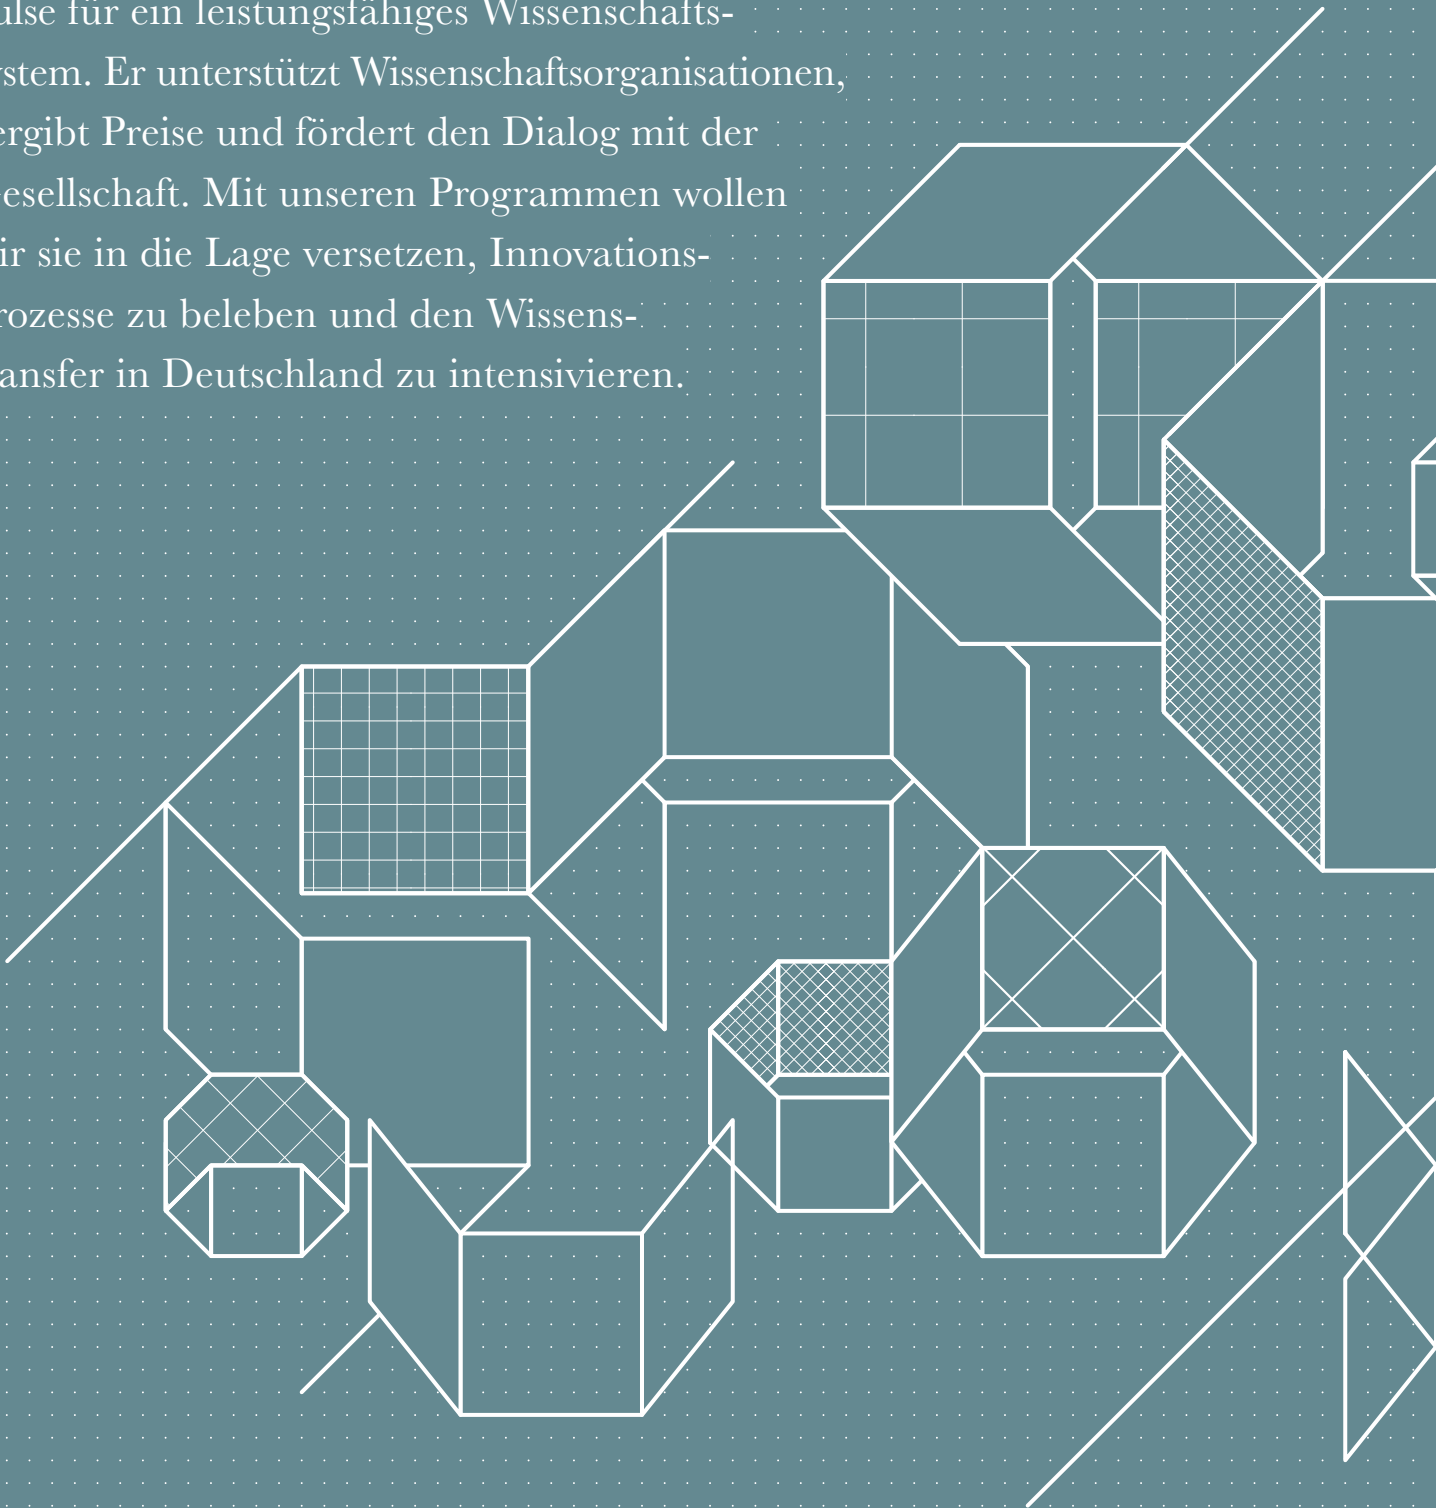 ulse für ein leistungsfähiges Wissenschafts-
ystem. Er unterstützt Wissenschaftsorganisationen,
ergibt Preise und fördert den Dialog mit der
esellschaft. Mit unseren Programmen wollen
ir sie in die Lage versetzen, Innovations-
rozesse zu beleben und den Wissens-
ansfer in Deutschland zu intensivieren.